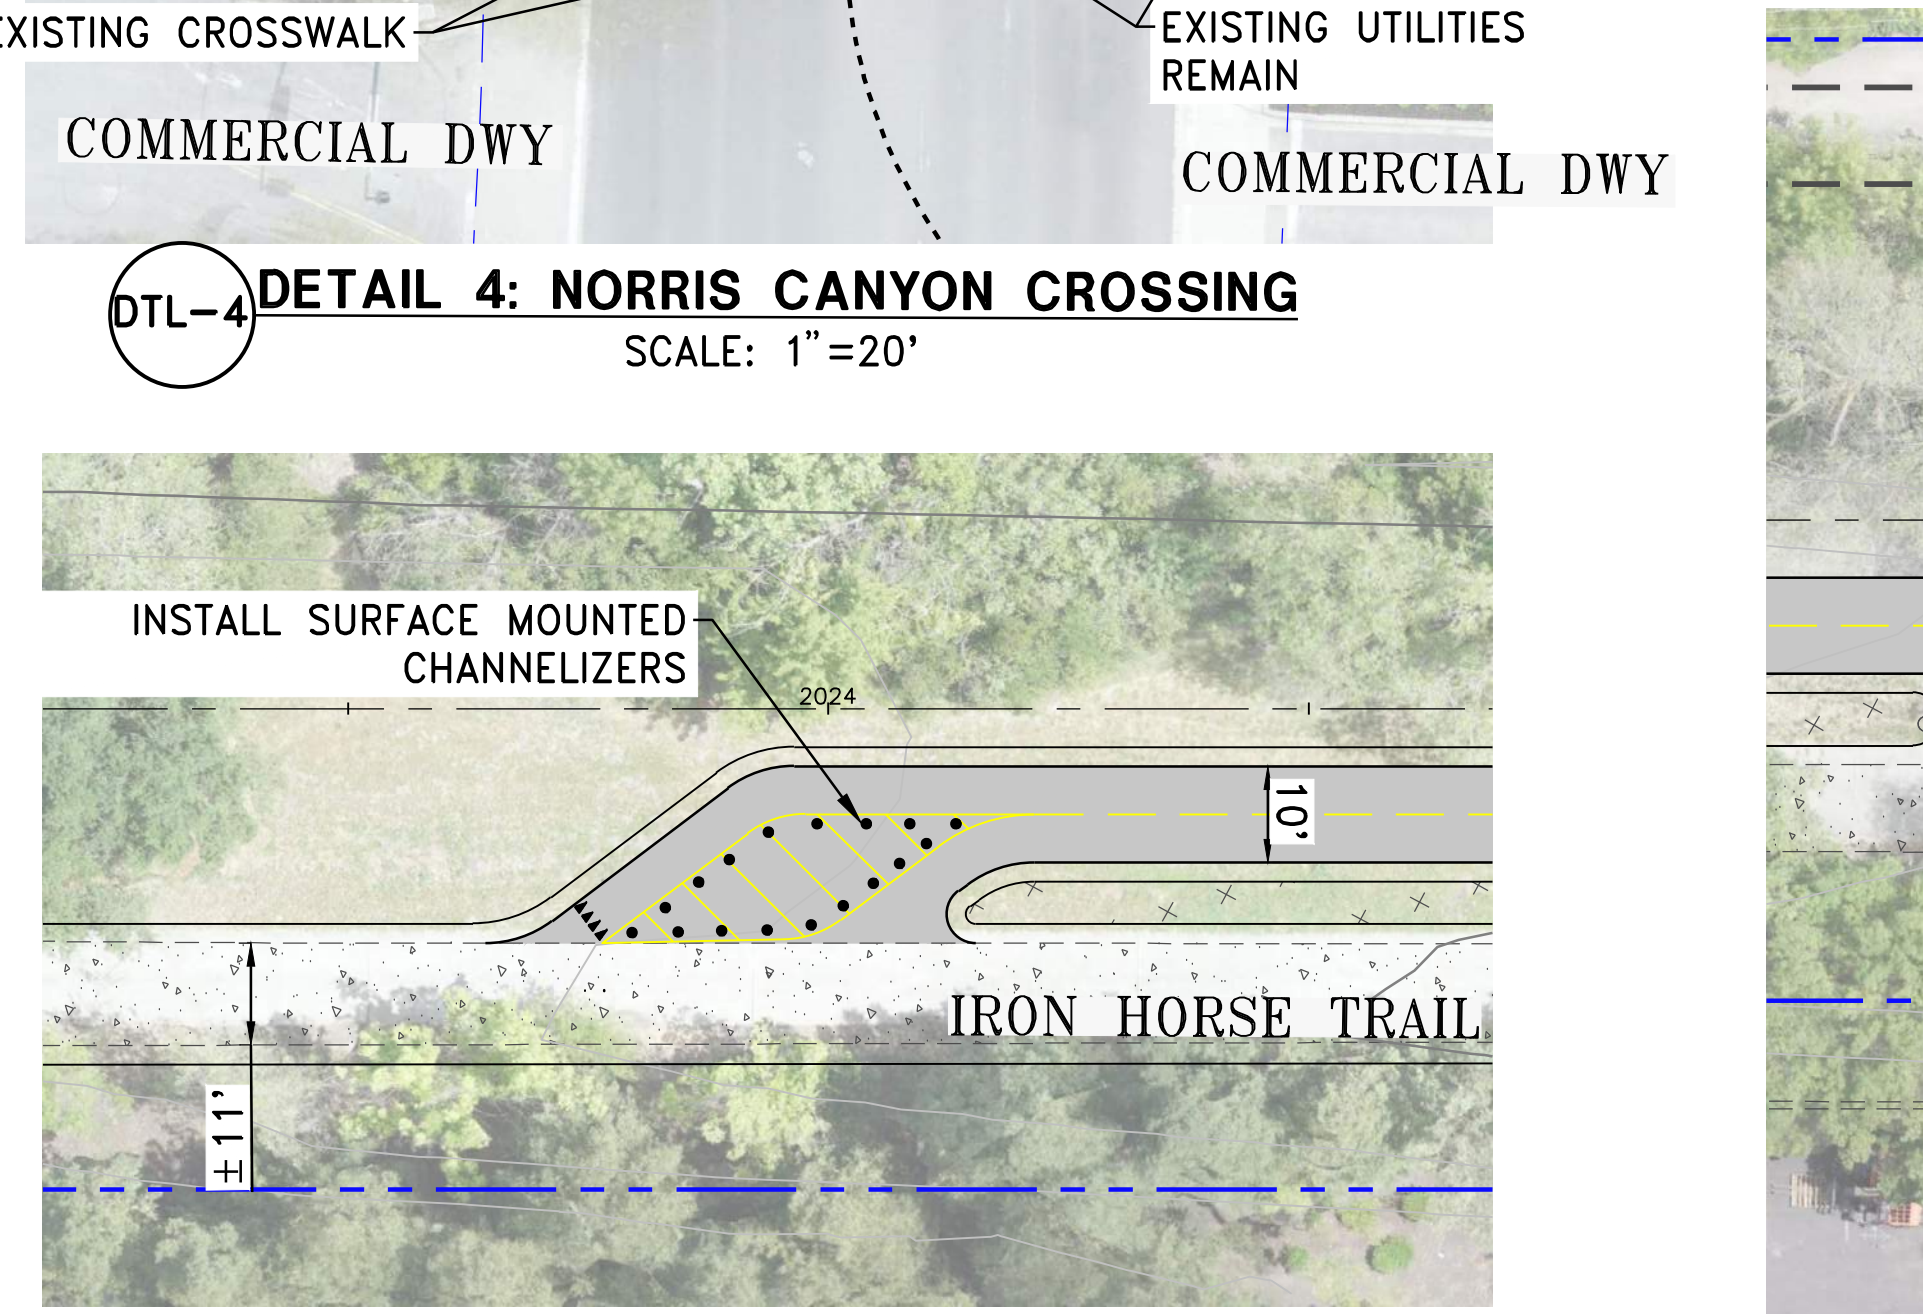 EXISTING CROSSWALK
EXISTING UTILITIES
REMAIN
COMMERCIAL DWY
COMMERCIAL DWY
DTL-4
DETAIL 4: NORRIS CANYON CROSSING
SCALE: 1"=20'
INSTALL SURFACE MOUNTED
CHANNELIZERS
2024
10'
IRON HORSE TRAIL
±11'